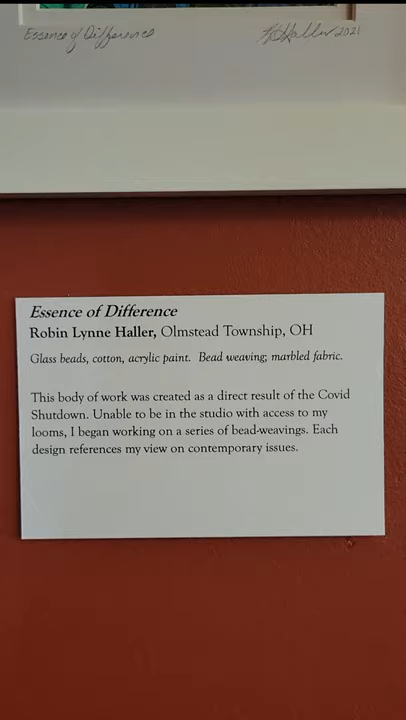 Essence of Difference
Haller 2021
Essence of Difference
Robin Lynne Haller, Olmstead Township, OH
Glass beads, cotton, acrylic paint. Bead weaving; marbled fabric.
This body of work was created as a direct result of the Covid
Shutdown. Unable to be in the studio with access to my
looms, I began working on a series of bead-weavings. Each
design references my view on contemporary issues.